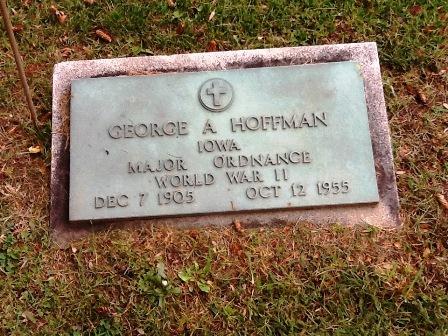 GEORGE A HOFFMAN
IOWA
MAJOR ORDNANCE
WORLD WAR II
DEC 7 1905 OCT 12 1955